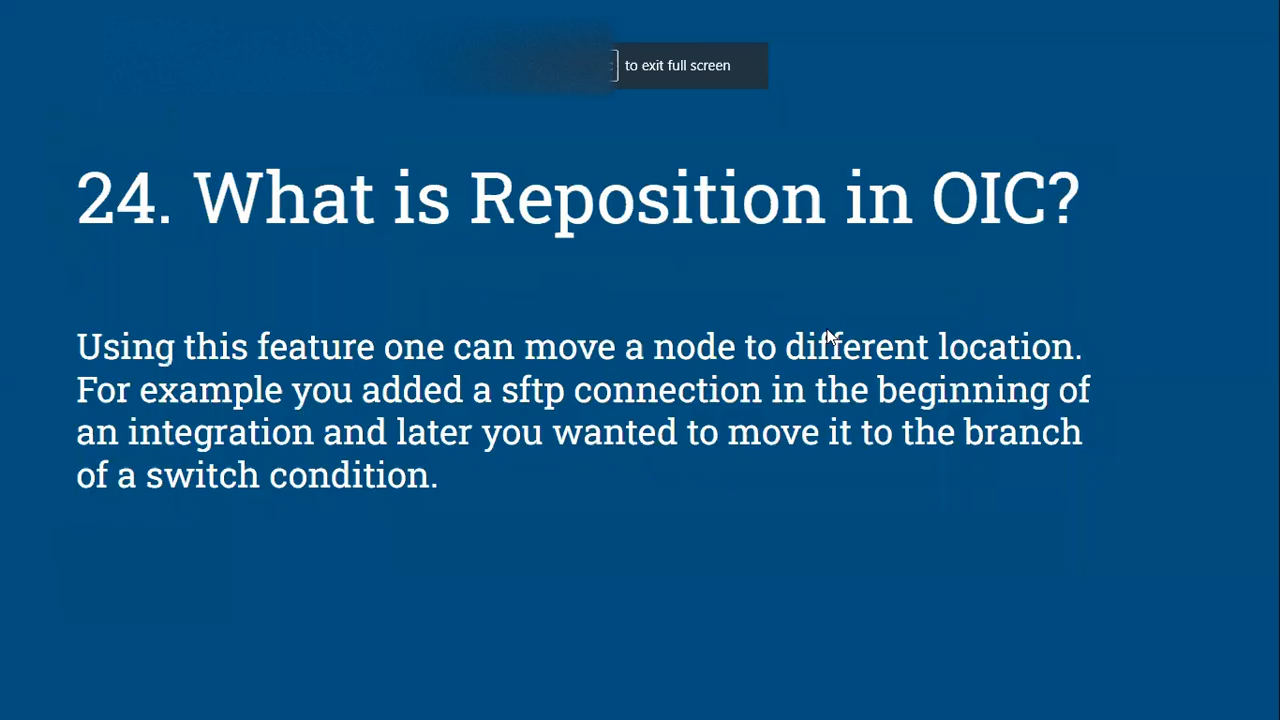 to exit full screen
24. What is Reposition in OIC?
Using this feature one can move a node to different location.
For example you added a sftp connection in the beginning of
an integration and later you wanted to move it to the branch
of a switch condition.